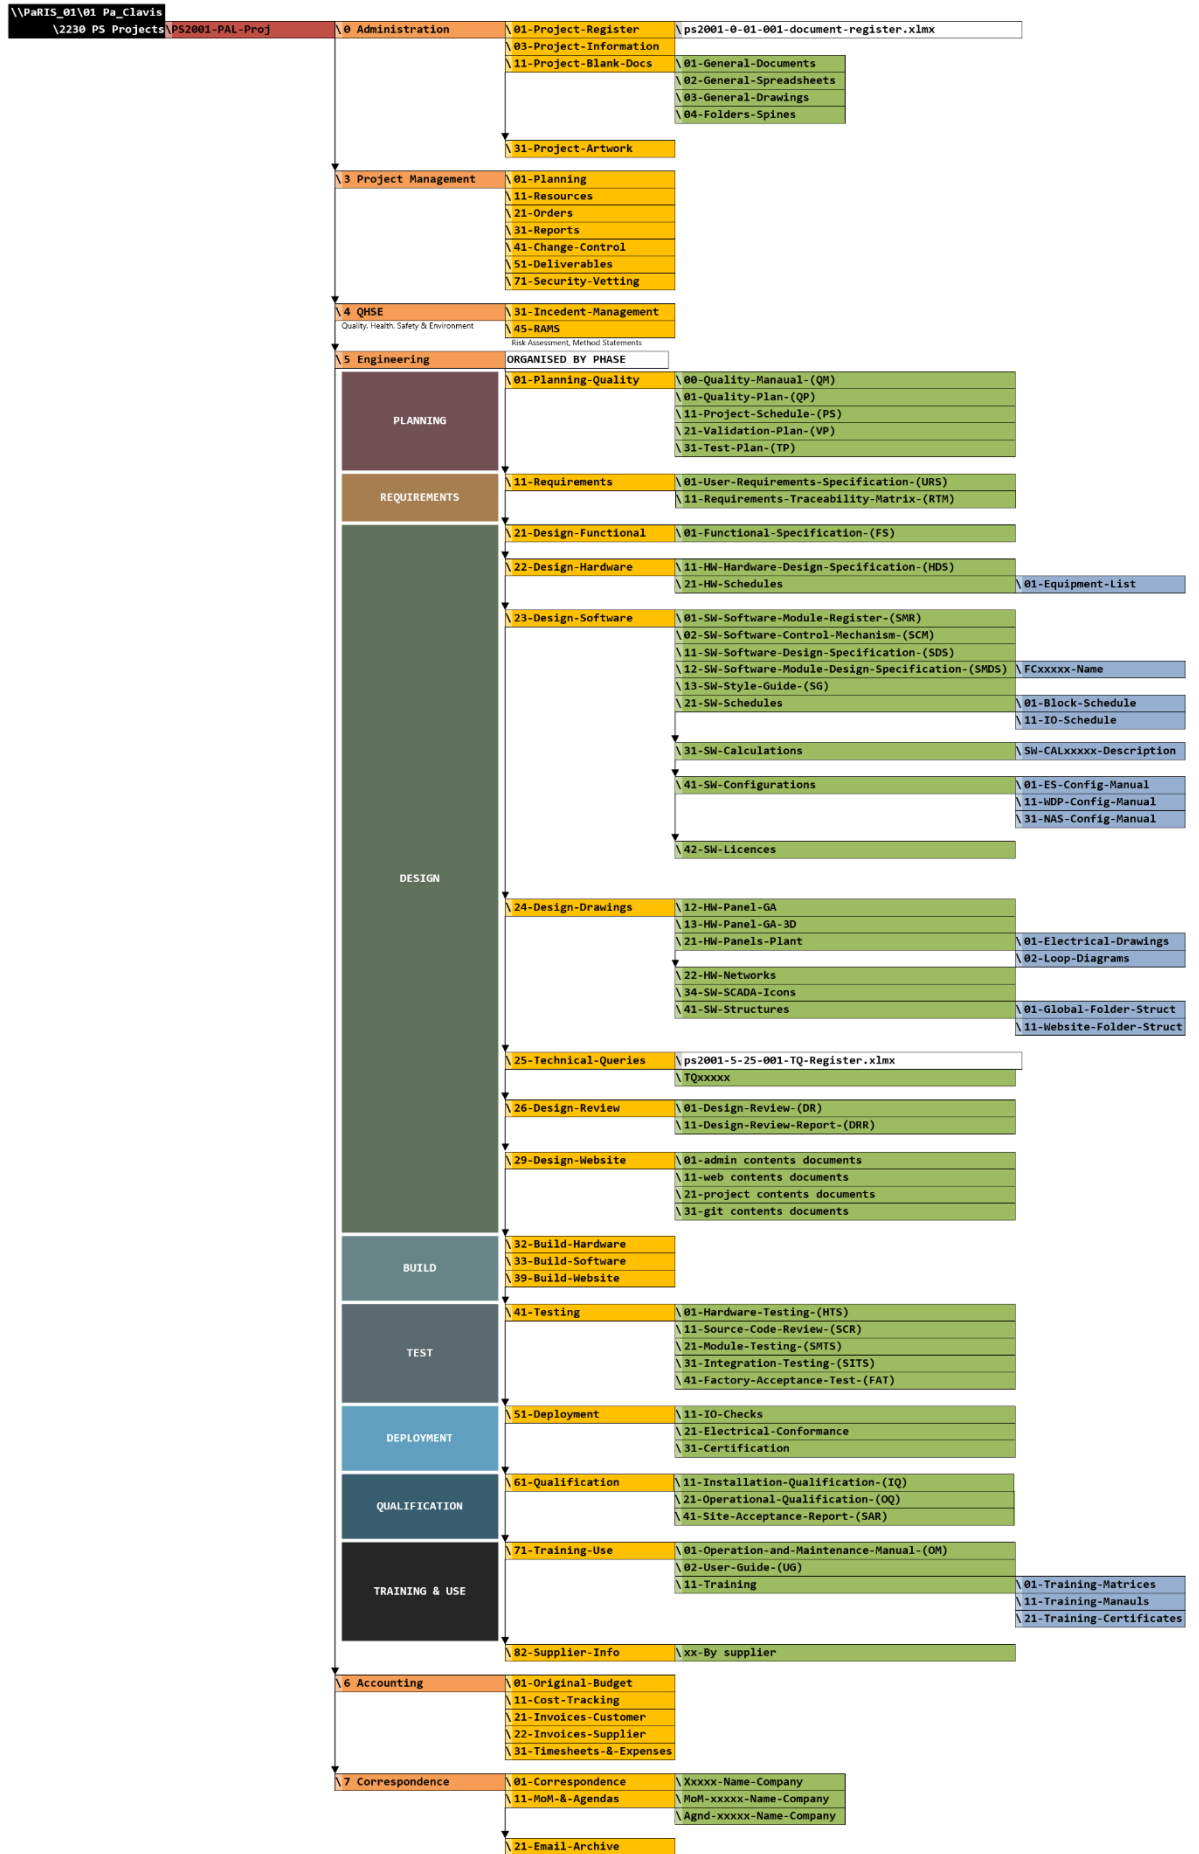 \\PaRIS_01\01 Pa_Clavis
\2230 PS Projects\PS2001-PAL-Proj \0 Administration \01-Project-Register \ps2001-0-01-001-document-register.xlmx
\03-Project-Information
\11-Project-Blank-Docs \01-General-Documents
\02-General-Spreadsheets
\03-General-Drawings
\04-Folders-Spines
\31-Project-Artwork
\3 Project Management \01-Planning
\11-Resources
\21-Orders
\31-Reports
\41-Change-Control
\51-Deliverables
\71-Security-Vetting
\4 QHSE \31-Incedent-Management
Quality, Health, Safety & Environment \45-RAMS
Risk Assessment, Method Statements
\5 Engineering ORGANISED BY PHASE
\01-Planning-Quality \00-Quality-Manaual-(QM)
\01-Quality-Plan-(QP)
\11-Project-Schedule-(PS)
PLANNING
\21-Validation-Plan-(VP)
\31-Test-Plan-(TP)
\11-Requirements \01-User-Requirements-Specification-(URS)
REQUIREMENTS \11-Requirements-Traceability-Matrix-(RTM)
\21-Design-Functional \01-Functional-Specification-(FS)
\22-Design-Hardware \11-HW-Hardware-Design-Specification-(HDS)
\21-HW-Schedules \01-Equipment-List
\23-Design-Software \01-SW-Software-Module-Register-(SMR)
\02-SW-Software-Control-Mechanism-(SCM)
\11-SW-Software-Design-Specification-(SDS)
\12-SW-Software-Module-Design-Specification-(SMDS) \FCxxxxx-Name
\13-SW-Style-Guide-(SG)
\21-SW-Schedules \01-Block-Schedule
\11-IO-Schedule
\31-SW-Calculations \SW-CALxxxxx-Description
\41-SW-Configurations \01-ES-Config-Manual
\11-WDP-Config-Manual
\31-NAS-Config-Manual
\42-SW-Licences
DESIGN
\24-Design-Drawings \12-HW-Panel-GA
\13-HW-Panel-GA-3D
\21-HW-Panels-Plant \01-Electrical-Drawings
\02-Loop-Diagrams
\22-HW-Networks
\34-SW-SCADA-Icons
\41-SW-Structures \01-Global-Folder-Struct
\11-Website-Folder-Struct
\25-Technical-Queries \ps2001-5-25-001-TQ-Register.xlmx
\TQxxxxx
\26-Design-Review \01-Design-Review-(DR)
\11-Design-Review-Report-(DRR)
\29-Design-Website \01-admin contents documents
\11-web contents documents
\21-project contents documents
\31-git contents documents
\32-Build-Hardware
BUILD \33-Build-Software
\39-Build-Website
\41-Testing \01-Hardware-Testing-(HTS)
\11-Source-Code-Review-(SCR)
TEST \21-Module-Testing-(SMTS)
\31-Integration-Testing-(SITS)
\41-Factory-Acceptance-Test-(FAT)
\51-Deployment \11-IO-Checks
DEPLOYMENT \21-Electrical-Conformance
\31-Certification
\61-Qualification \11-Installation-Qualification-(IQ)
QUALIFICATION \21-Operational-Qualification-(OQ)
\41-Site-Acceptance-Report-(SAR)
\71-Training-Use \01-Operation-and-Maintenance-Manual-(OM)
\02-User-Guide-(UG)
TRAINING & USE \11-Training \01-Training-Matrices
\11-Training-Manauls
\21-Training-Certificates
\82-Supplier-Info \xx-By supplier
\6 Accounting \01-Original-Budget
\11-Cost-Tracking
\21-Invoices-Customer
\22-Invoices-Supplier
\31-Timesheets-&-Expenses
\7 Correspondence \01-Correspondence \Xxxxx-Name-Company
\11-MoM-&-Agendas \MoM-xxxxx-Name-Company
\Agnd-xxxxx-Name-Company
\21-Email-Archive